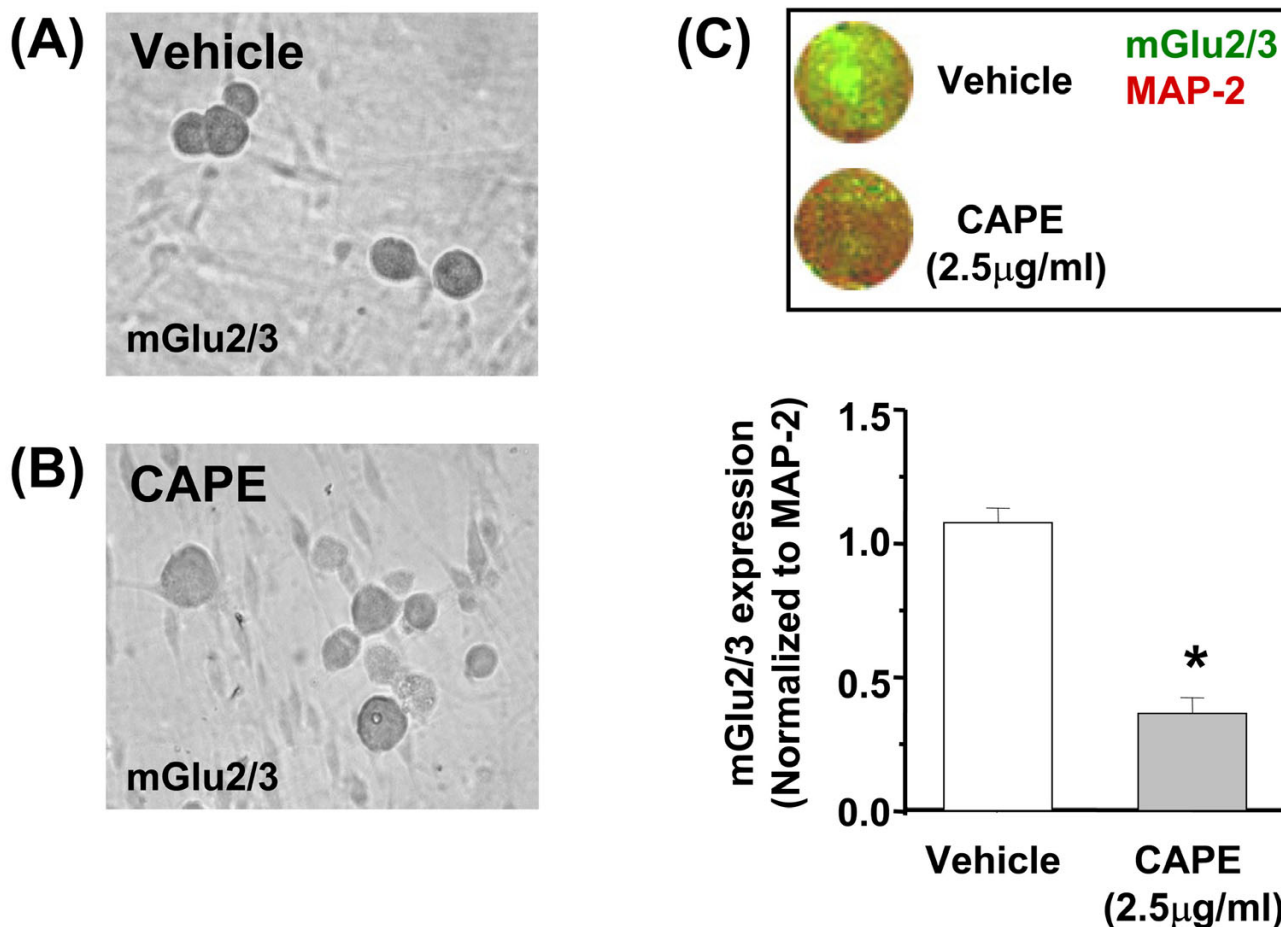 (A)
Vehicle
mGlu2/3
(B)
CAPE
mGlu2/3
(C)
Vehicle
mGlu2/3
MAP-2
CAPE
(2.5μg/ml)
mGlu2/3 expression
(Normalized to MAP-2)
1.5
1.0
0.5
0.0
*
Vehicle
CAPE
(2.5μg/ml)